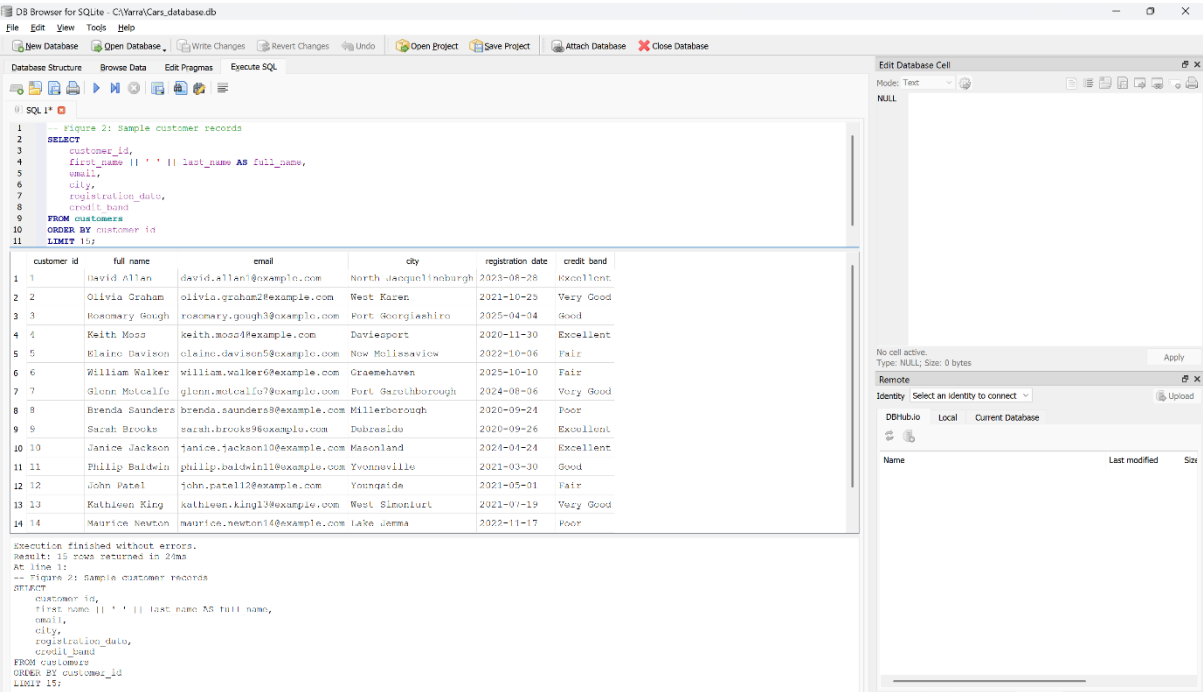 DB Browser for SQLite - C:\Yarra\Cars_database.db
File Edit View Tools Help
New Database Open Database Write Changes Revert Changes Undo Open Project Save Project Attach Database Close Database
Database Structure Browse Data Edit Pragmas Execute SQL
SQL 1*
1 -- Figure 2: Sample customer records
2 SELECT
3 customer_id,
4 first_name || ' ' || last_name AS full_name,
5 email,
6 city,
7 registration_date,
8 credit_band
9 FROM customers
10 ORDER BY customer_id
11 LIMIT 15;
customer_id full_name email city registration_date credit_band
1 1 David Allan david.allan1@example.com North Jacquelineburgh 2023-08-28 Excellent
2 2 Olivia Graham olivia.graham2@example.com West Karen 2021-10-25 Very Good
3 3 Rosemary Gough rosemary.gough3@example.com Port Georgiashire 2025-04-04 Good
4 4 Keith Moss keith.moss4@example.com Daviesport 2020-11-30 Excellent
5 5 Elaine Davison elaine.davison5@example.com New Melissaview 2022-10-06 Fair
6 6 William Walker william.walker6@example.com Graemehaven 2025-10-10 Fair
7 7 Glenn Metcalfe glenn.metcalfe7@example.com Port Garethborough 2024-08-06 Very Good
8 8 Brenda Saunders brenda.saunders8@example.com Millerborough 2020-09-24 Poor
9 9 Sarah Brooks sarah.brooks9@example.com Debraside 2020-09-26 Excellent
10 10 Janice Jackson janice.jackson10@example.com Masonland 2024-04-24 Excellent
11 11 Philip Baldwin philip.baldwin11@example.com Yvonneville 2021-03-30 Good
12 12 John Patel john.patel12@example.com Youngside 2021-05-01 Fair
13 13 Kathleen King kathleen.king13@example.com West Simonfurt 2021-07-19 Very Good
14 14 Maurice Newton maurice.newton14@example.com Lake Jemma 2022-11-17 Poor
Execution finished without errors.
Result: 15 rows returned in 24ms
At line 1:
-- Figure 2: Sample customer records
SELECT
customer_id,
first_name || ' ' || last_name AS full_name,
email,
city,
registration_date,
credit_band
FROM customers
ORDER BY customer_id
LIMIT 15;
Edit Database Cell
Mode: Text
NULL
No cell active.
Type: NULL; Size: 0 bytes
Apply
Remote
Identity Select an identity to connect Upload
DBHub.io Local Current Database
Name Last modified Size